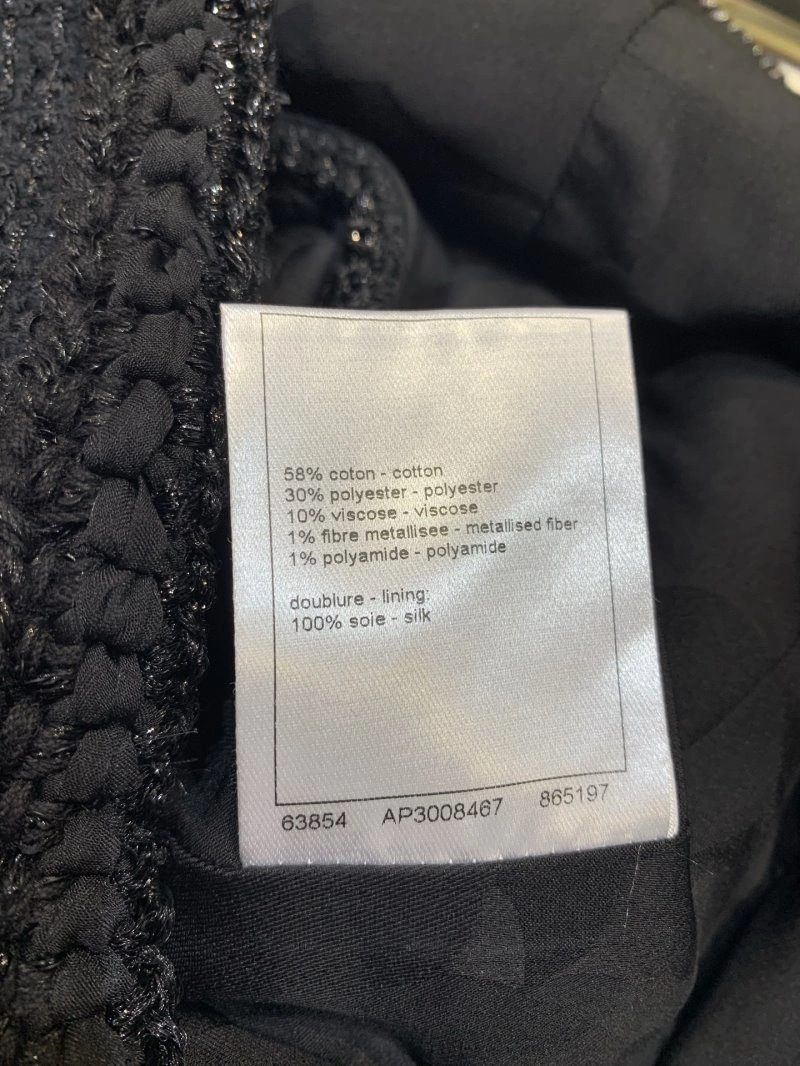 58% coton - cotton
30% polyester - polyester
10% viscose - viscose
1% fibre metallisee - metallised fiber
1% polyamide - polyamide
doublure - lining:
100% soie - silk
63854 AP3008467 865197